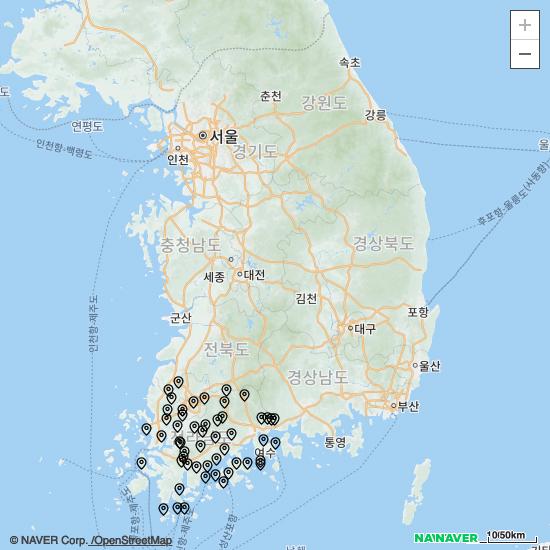 +
−
속초
춘천
강원도
강릉
도
연평도
서울
인천항-백령도
인천
경기도
울
후포항-울릉도(사동항)
충청남도
경상북도
세종
대전
인천항-제주도
김천
군산
포항
대구
전북도
울산
경상남도
부산
통영
여수
10/50km
© NAVER Corp. /OpenStreetMap
NAVER